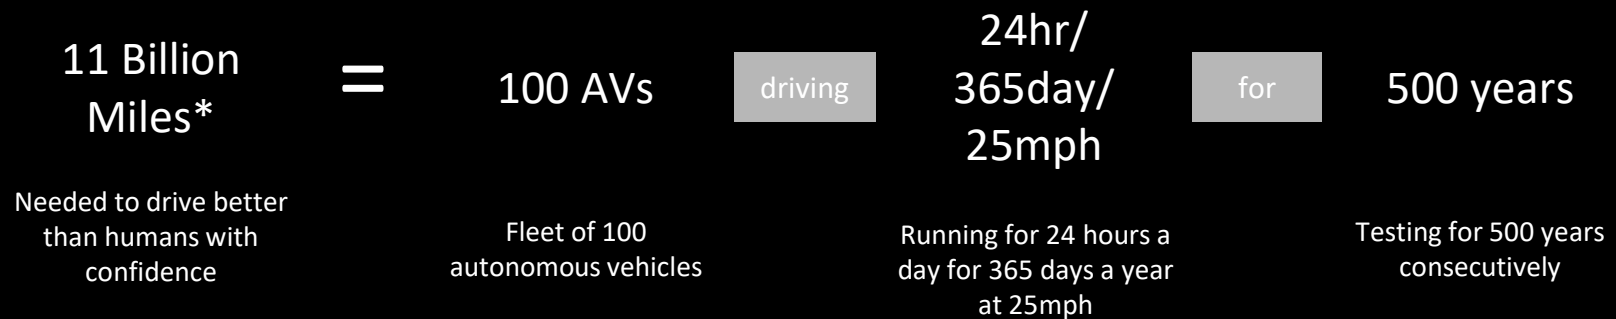 11 Billion
Miles*
=
100 AVs
driving
24hr/
365day/
25mph
for
500 years
Needed to drive better
than humans with
confidence
Fleet of 100
autonomous vehicles
Running for 24 hours a
day for 365 days a year
at 25mph
Testing for 500 years
consecutively